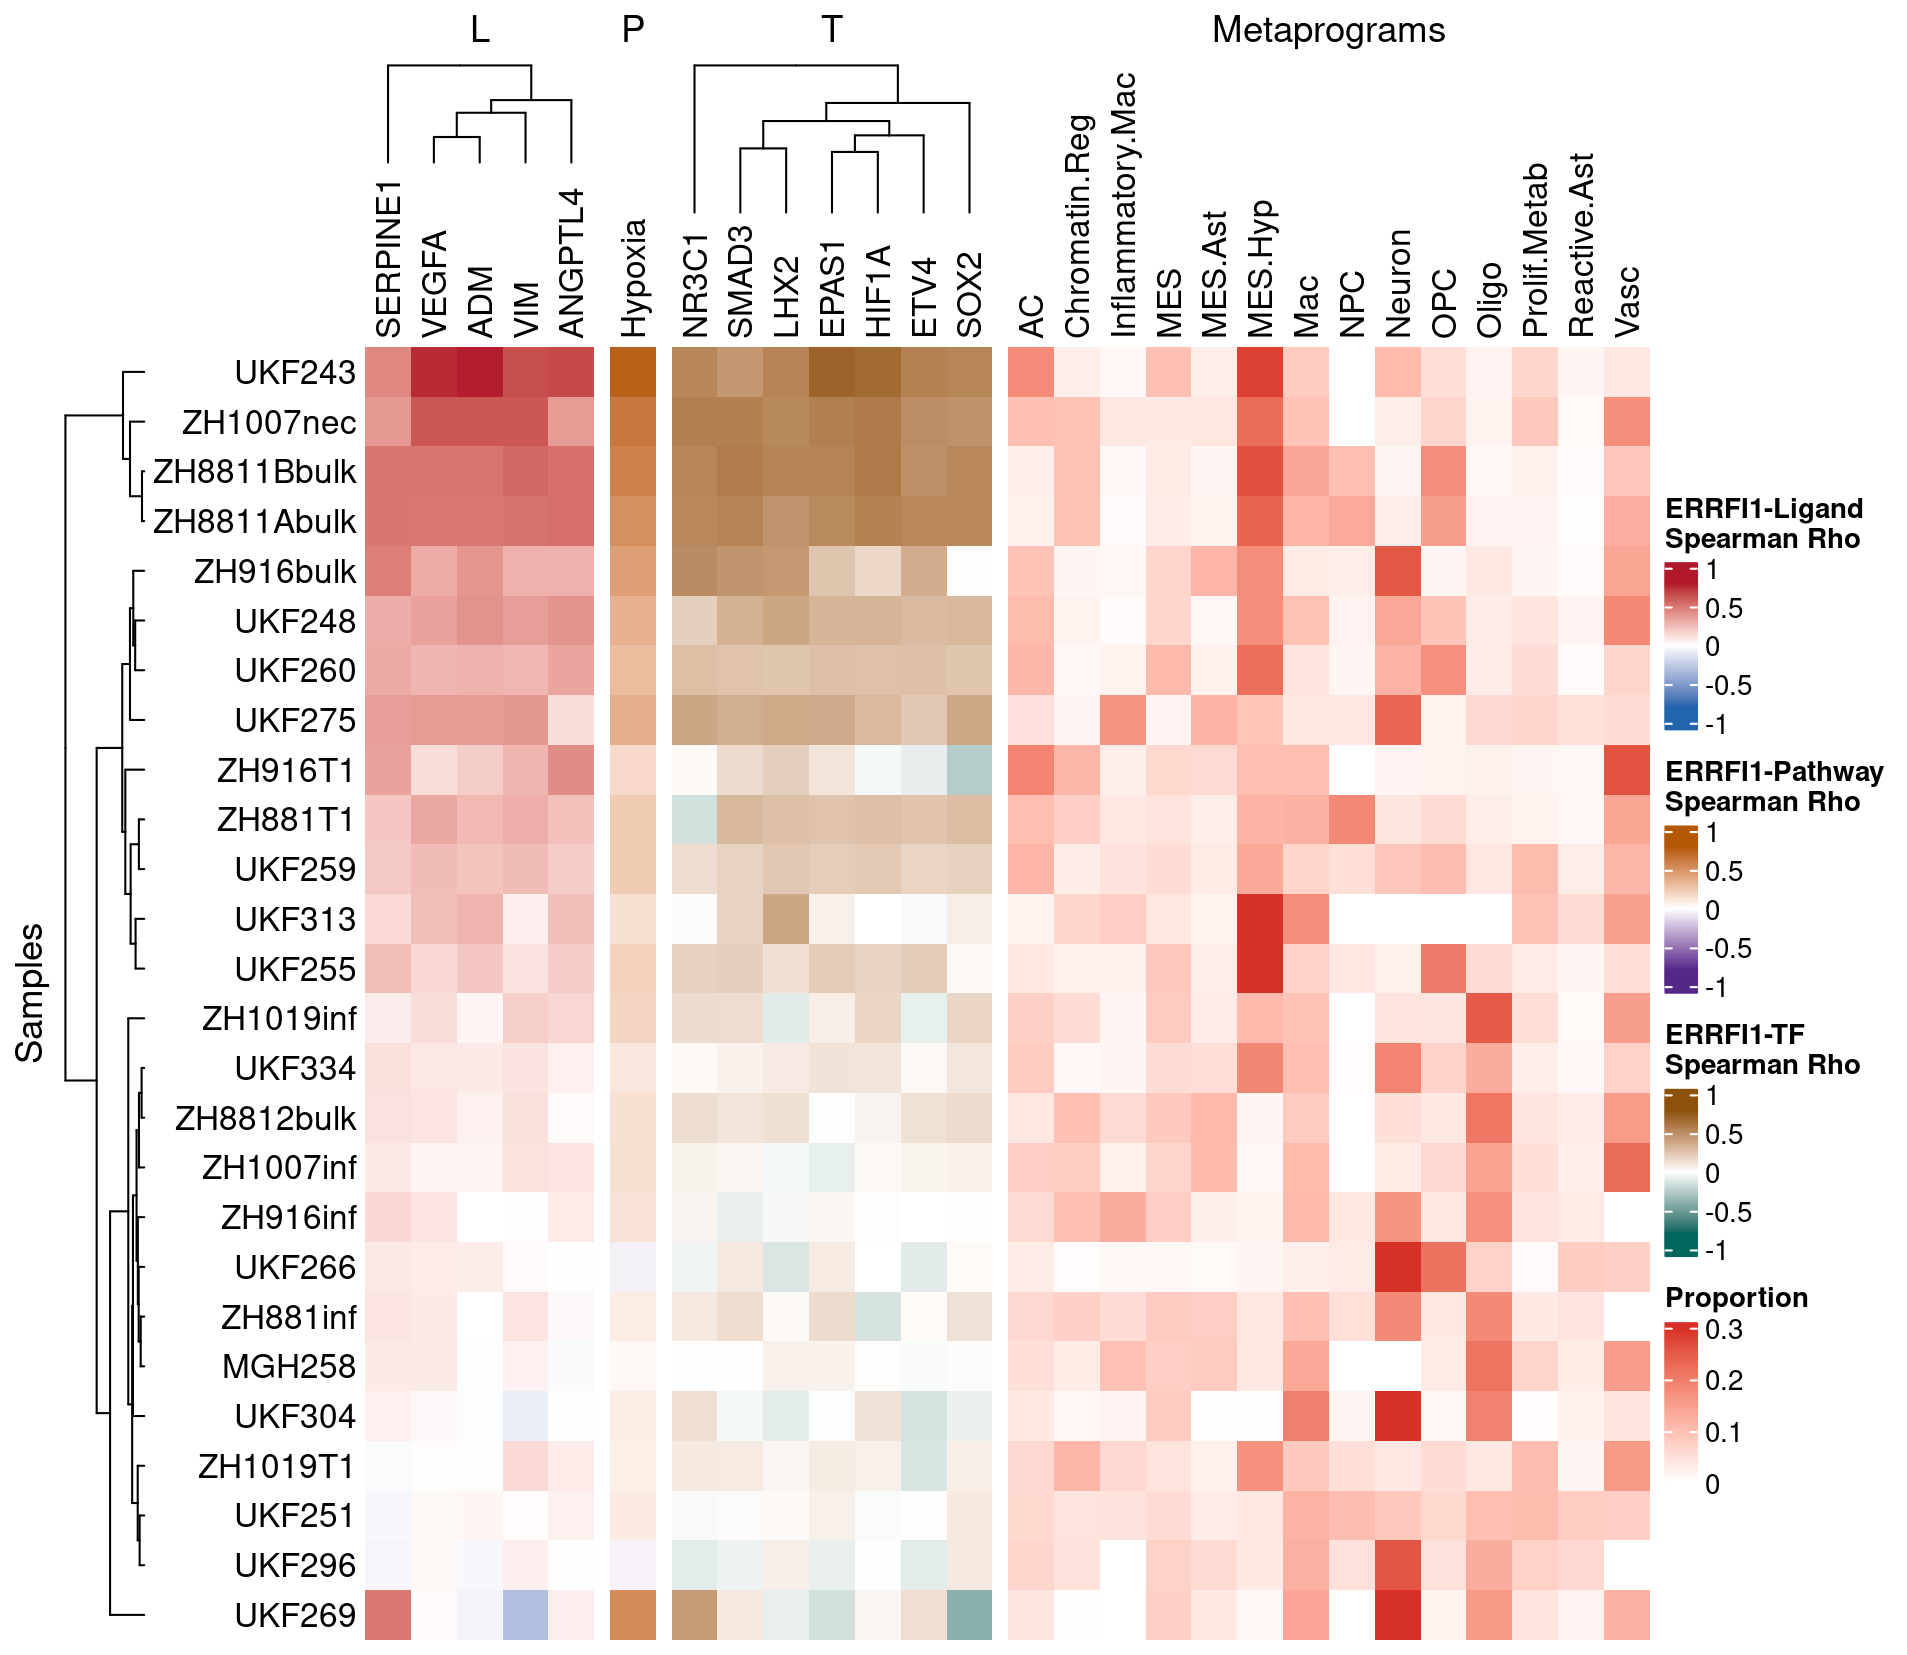 L P T Metaprograms
SERPINE1
VEGFA
ADM
VIM
ANGPTL4
Hypoxia
NR3C1
SMAD3
LHX2
EPAS1
HIF1A
ETV4
SOX2
AC
Chromatin.Reg
Inflammatory.Mac
MES
MES.Ast
MES.Hyp
Mac
NPC
Neuron
OPC
Oligo
Prolif.Metab
Reactive.Ast
Vasc
Samples
UKF243
ZH1007nec
ZH8811Bbulk
ZH8811Abulk
ZH916bulk
UKF248
UKF260
UKF275
ZH916T1
ZH881T1
UKF259
UKF313
UKF255
ZH1019inf
UKF334
ZH8812bulk
ZH1007inf
ZH916inf
UKF266
ZH881inf
MGH258
UKF304
ZH1019T1
UKF251
UKF296
UKF269
ERRFI1-Ligand
Spearman Rho
1
0.5
0
-0.5
-1
ERRFI1-Pathway
Spearman Rho
1
0.5
0
-0.5
-1
ERRFI1-TF
Spearman Rho
1
0.5
0
-0.5
-1
Proportion
0.3
0.2
0.1
0